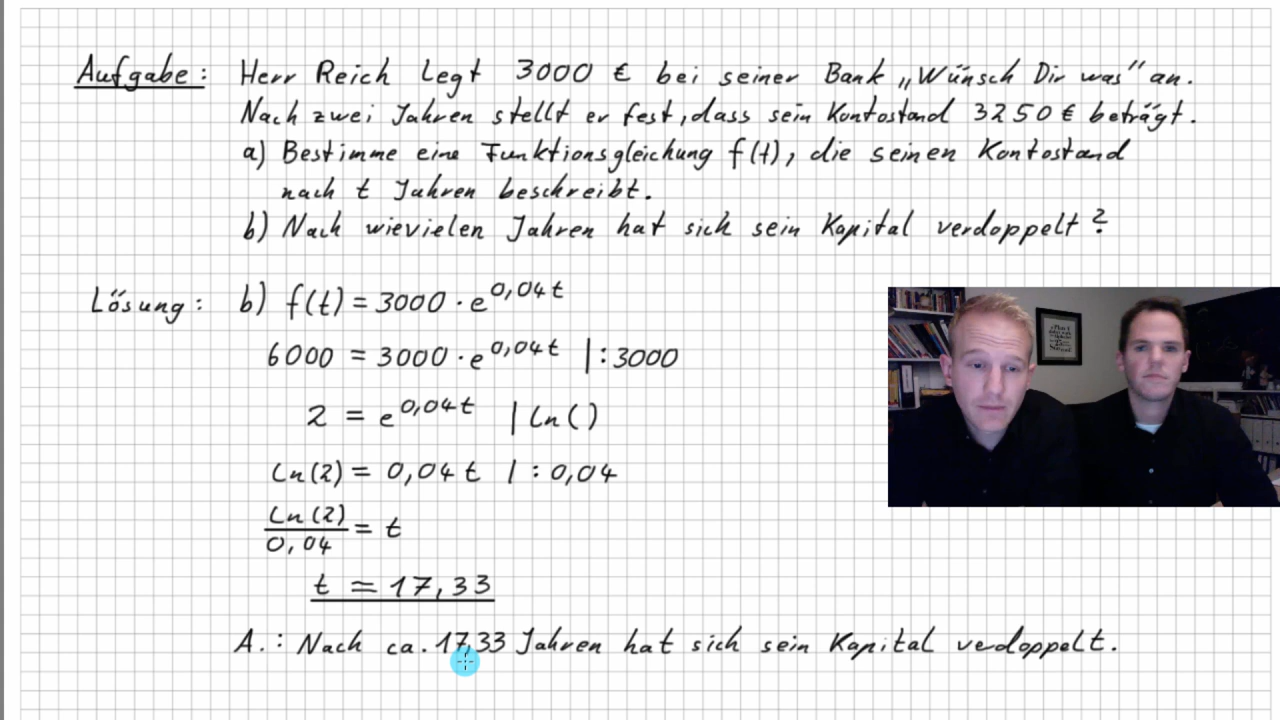 Aufgabe: Herr Reich legt 3000 € bei seiner Bank „Wünsch Dir was" an.
Nach zwei Jahren stellt er fest, dass sein Kontostand 3250 € beträgt.
a) Bestimme eine Funktionsgleichung f(t), die seinen Kontostand
nach t Jahren beschreibt.
b) Nach wievielen Jahren hat sich sein Kapital verdoppelt?
Lösung: b) f(t) = 3000 · e^0,04t
6000 = 3000 · e^0,04t | : 3000
2 = e^0,04t | ln()
ln(2) = 0,04t | : 0,04
ln(2)/0,04 = t
t ≃ 17,33
A.: Nach ca. 17,33 Jahren hat sich sein Kapital verdoppelt.